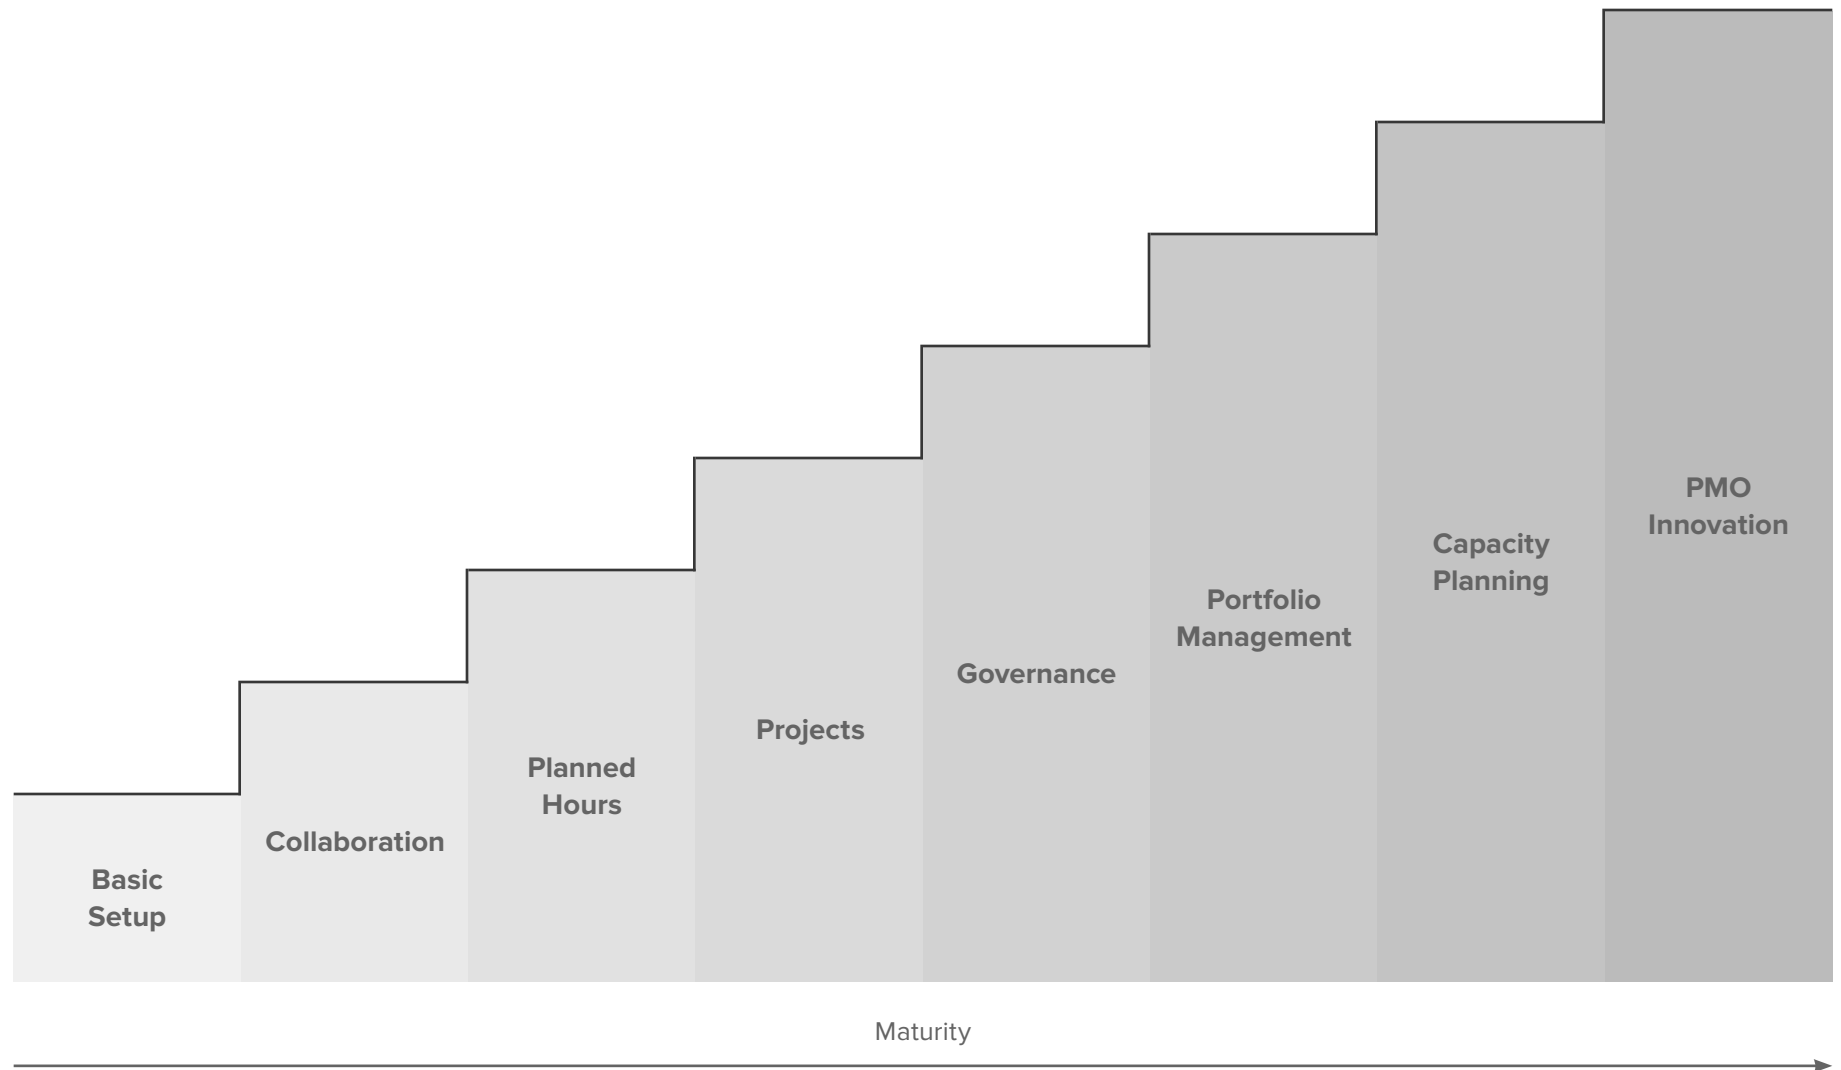 Basic
Setup
Collaboration
Planned
Hours
Projects
Governance
Portfolio
Management
Capacity
Planning
PMO
Innovation
Maturity